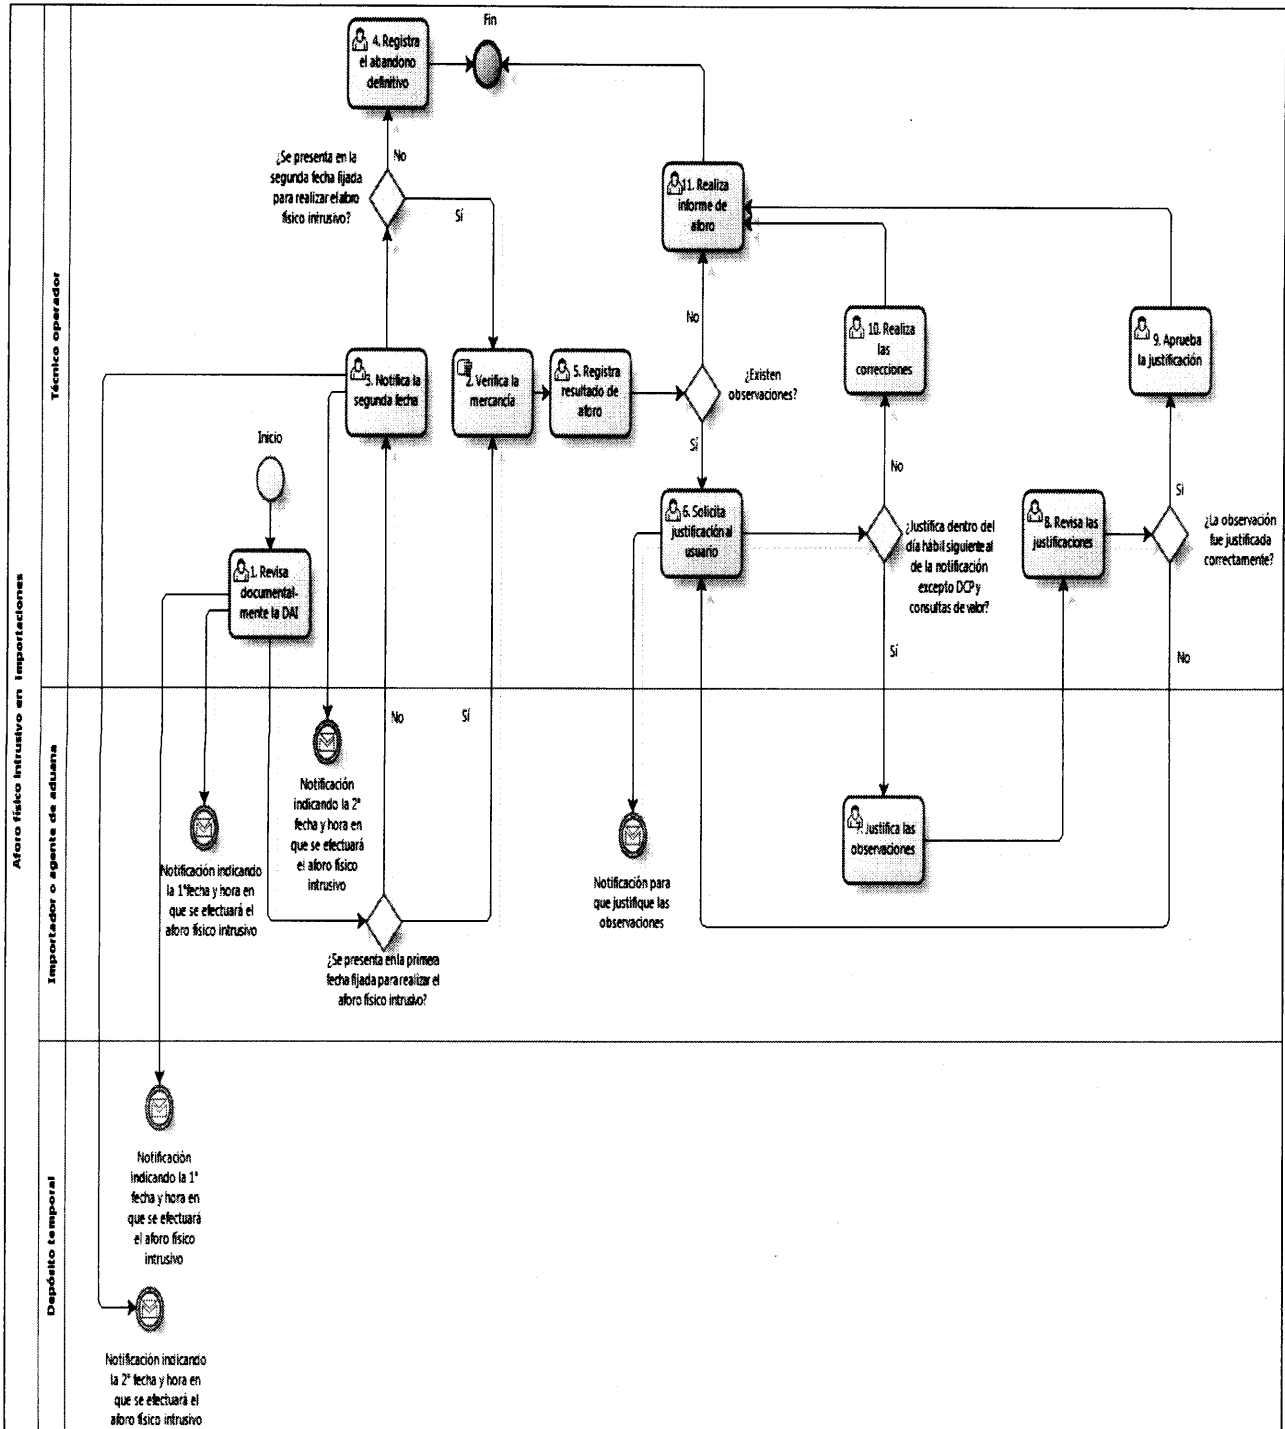 Aforo físico intrusivo en Importaciones
Técnico operador
Importador o agente de aduana
Depósito temporal
Fin
4. Registra
el abandono
definitivo
¿Se presenta en la
segunda fecha fijada
para realizar el aforo
físico intrusivo?
No
Sí
11. Realiza
informe de
aforo
3. Notifica la
segunda fecha
2. Verifica la
mercancía
5. Registra
resultado de
aforo
¿Existen
observaciones?
No
Sí
10. Realiza
las
correcciones
9. Aprueba
la justificación
Inicio
1. Revisa
documental-
mente la DAI
6. Solicita
justificación al
usuario
No
¿Justifica dentro del
día hábil siguiente al
de la notificación
excepto DCP y
consultas de valor?
Sí
8. Revisa las
justificaciones
Sí
¿La observación
fue justificada
correctamente?
No
No
Sí
Notificación
indicando la 2°
fecha y hora en
que se efectuará
el aforo físico
intrusivo
Notificación indicando
la 1°fecha y hora en
que se efectuará el
aforo físico intrusivo
¿Se presenta en la primera
fecha fijada para realizar el
aforo físico intrusivo?
Notificación para
que justifique las
observaciones
7. Justifica las
observaciones
Notificación
indicando la 1°
fecha y hora en
que se efectuará
el aforo físico
intrusivo
Notificación indicando
la 2° fecha y hora en
que se efectuará el
aforo físico intrusivo